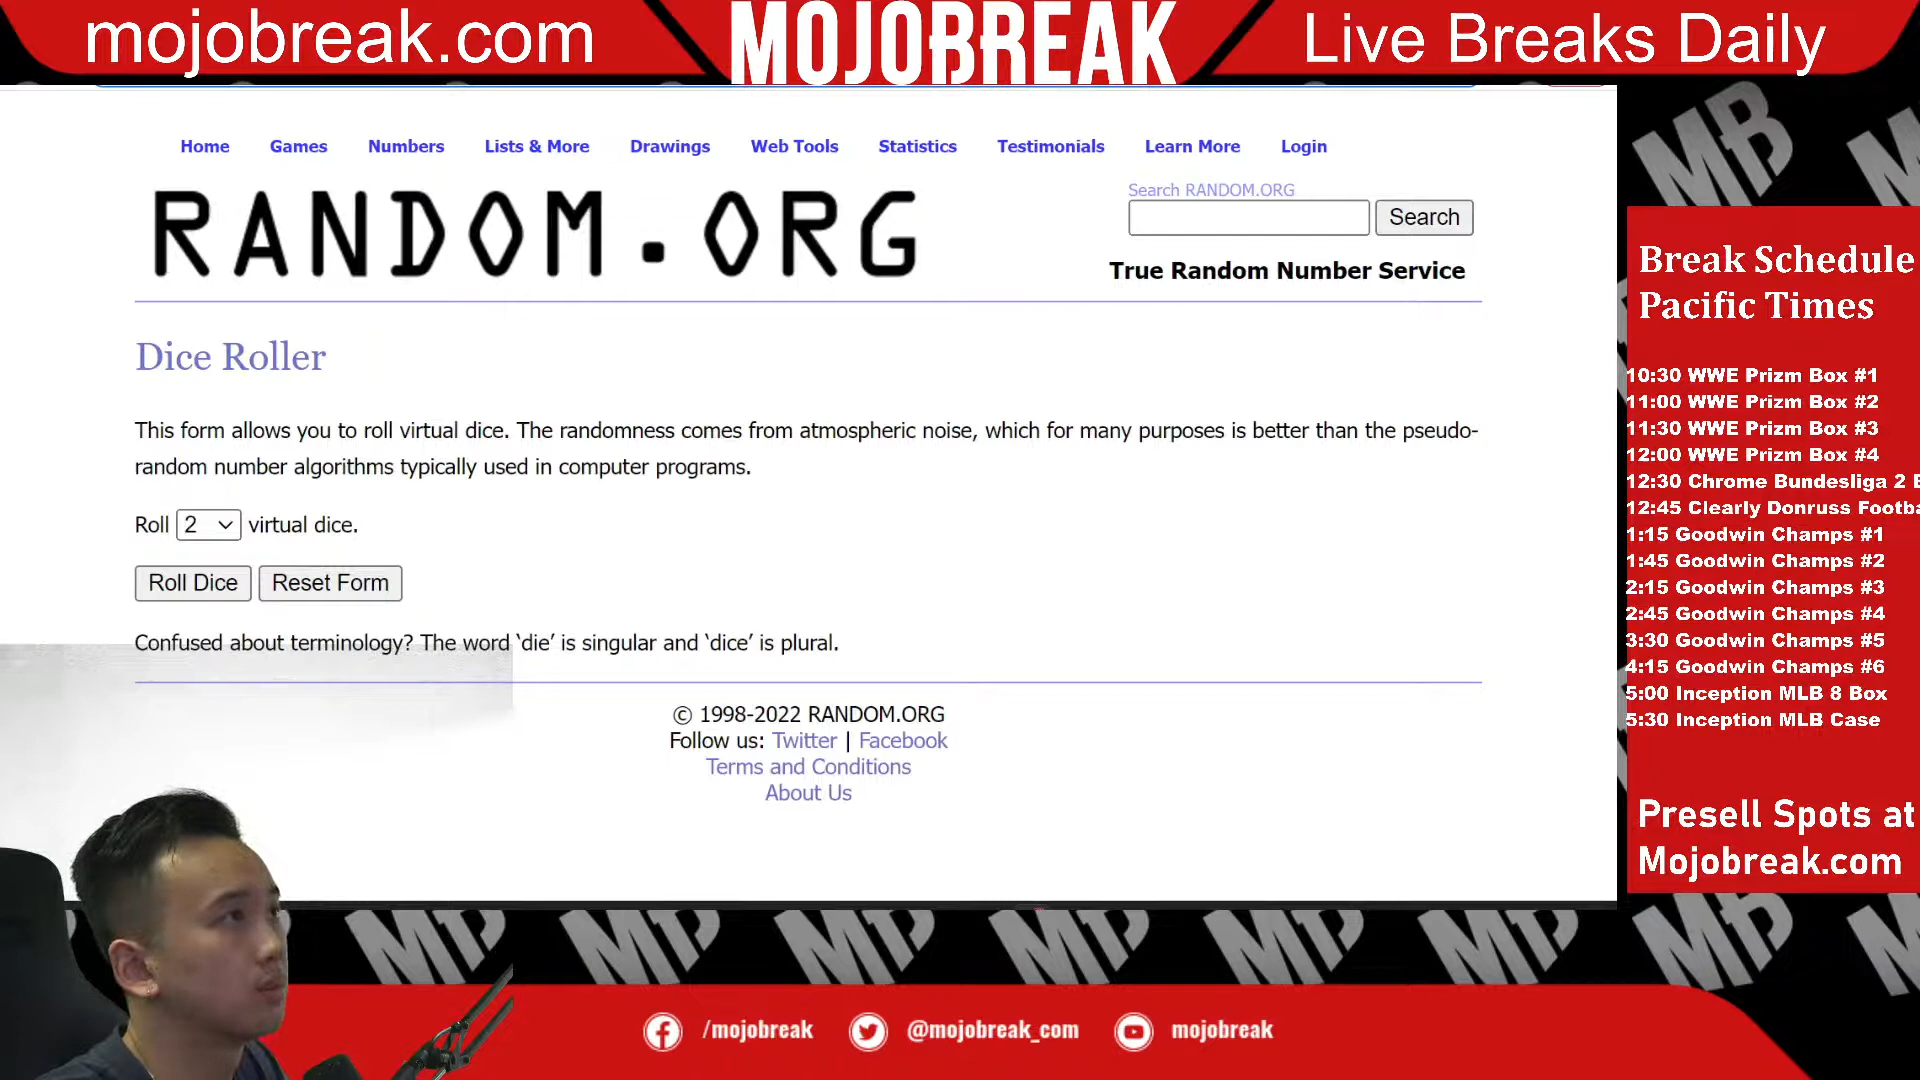 mojobreak.com
MOJOBREAK
Live Breaks Daily
Home Games Numbers Lists & More Drawings Web Tools Statistics Testimonials Learn More Login
RANDOM.ORG
Search RANDOM.ORG
Search
True Random Number Service
Dice Roller
This form allows you to roll virtual dice. The randomness comes from atmospheric noise, which for many purposes is better than the pseudo-
random number algorithms typically used in computer programs.
Roll 2 virtual dice.
Roll Dice Reset Form
Confused about terminology? The word ‘die’ is singular and ‘dice’ is plural.
© 1998-2022 RANDOM.ORG
Follow us: Twitter | Facebook
Terms and Conditions
About Us
Break Schedule
Pacific Times
10:30 WWE Prizm Box #1
11:00 WWE Prizm Box #2
11:30 WWE Prizm Box #3
12:00 WWE Prizm Box #4
12:30 Chrome Bundesliga 2
12:45 Clearly Donruss
1:15 Goodwin Champs #1
1:45 Goodwin Champs #2
2:15 Goodwin Champs #3
2:45 Goodwin Champs #4
3:30 Goodwin Champs #5
4:15 Goodwin Champs #6
5:00 Inception MLB 8 Box
5:30 Inception MLB Case
Presell Spots at
Mojobreak.com
MB
/mojobreak @mojobreak_com mojobreak